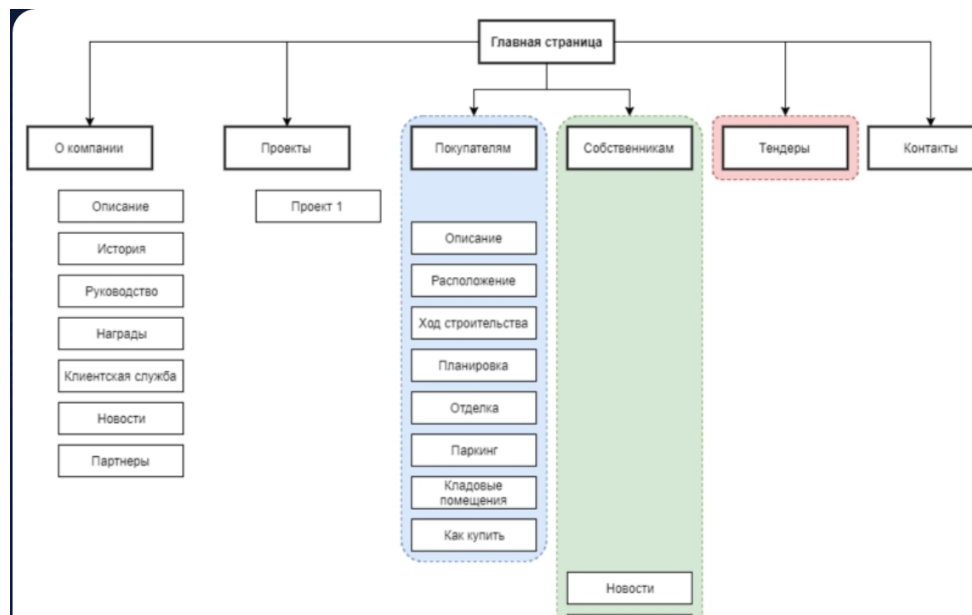 Главная страница
О компании
Проекты
Покупателям
Собственникам
Тендеры
Контакты
Описание
История
Руководство
Награды
Клиентская служба
Новости
Партнеры
Проект 1
Описание
Расположение
Ход строительства
Планировка
Отделка
Паркинг
Кладовые
помещения
Как купить
Новости